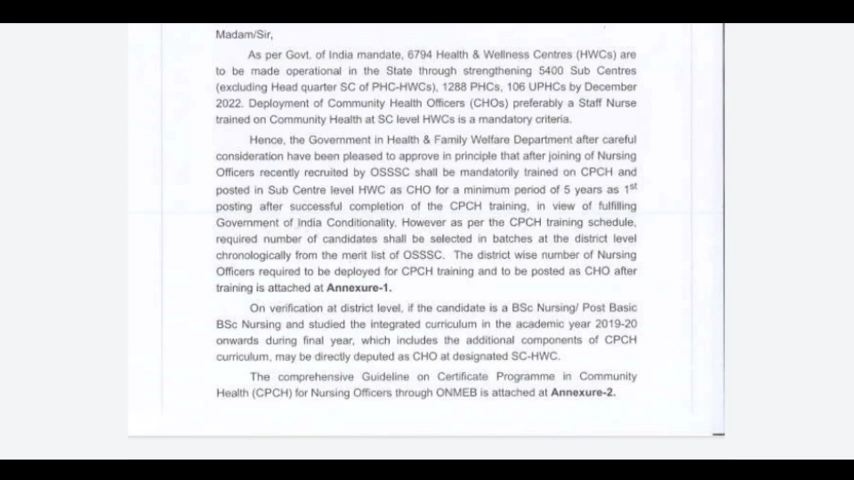 Madam/Sir,
As per Govt. of India mandate, 6794 Health & Wellness Centres (HWCs) are
to be made operational in the State through strengthening 5400 Sub Centres
(excluding Head quarter SC of PHC-HWCs), 1288 PHCs, 106 UPHCs by December
2022. Deployment of Community Health Officers (CHOs) preferably a Staff Nurse
trained on Community Health at SC level HWCs is a mandatory criteria.
Hence, the Government in Health & Family Welfare Department after careful
consideration have been pleased to approve in principle that after joining of Nursing
Officers recently recruited by OSSSC shall be mandatorily trained on CPCH and
posted in Sub Centre level HWC as CHO for a minimum period of 5 years as 1st
posting after successful completion of the CPCH training, in view of fulfilling
Government of India Conditionality. However as per the CPCH training schedule,
required number of candidates shall be selected in batches at the district level
chronologically from the merit list of OSSSC. The district wise number of Nursing
Officers required to be deployed for CPCH training and to be posted as CHO after
training is attached at Annexure-1.
On verification at district level, if the candidate is a BSc Nursing/ Post Basic
BSc Nursing and studied the integrated curriculum in the academic year 2019-20
onwards during final year, which includes the additional components of CPCH
curriculum, may be directly deputed as CHO at designated SC-HWC.
The comprehensive Guideline on Certificate Programme in Community
Health (CPCH) for Nursing Officers through ONMEB is attached at Annexure-2.